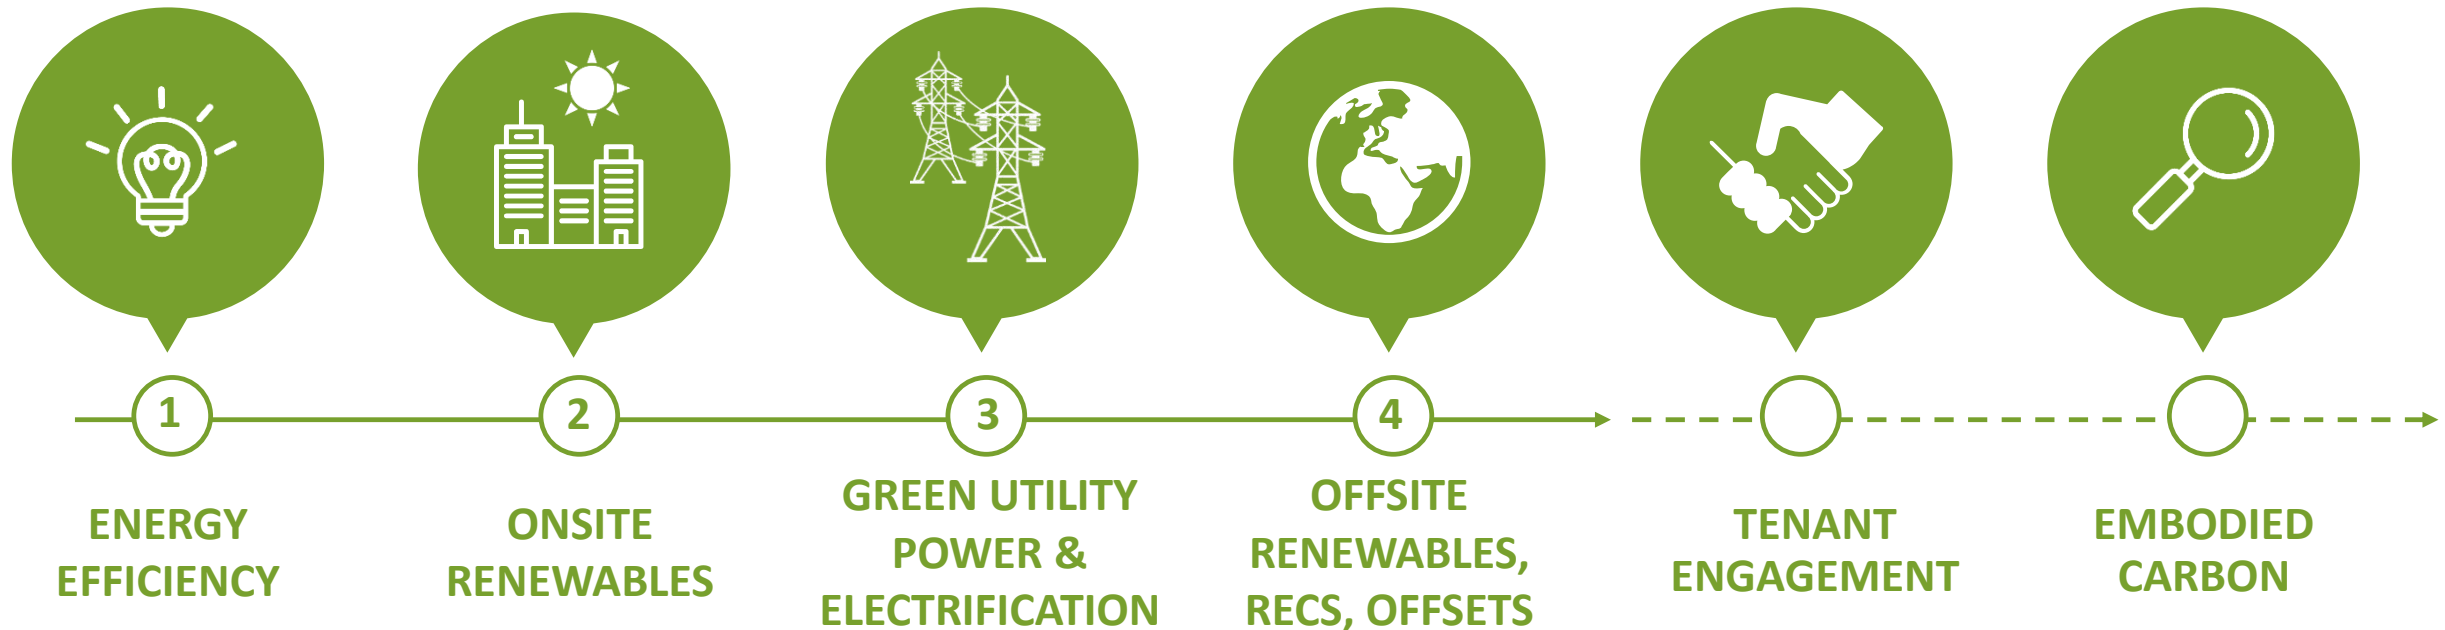 1
2
3
4
ENERGY
EFFICIENCY
ONSITE
RENEWABLES
GREEN UTILITY
POWER &
ELECTRIFICATION
OFFSITE
RENEWABLES,
RECS, OFFSETS
TENANT
ENGAGEMENT
EMBODIED
CARBON